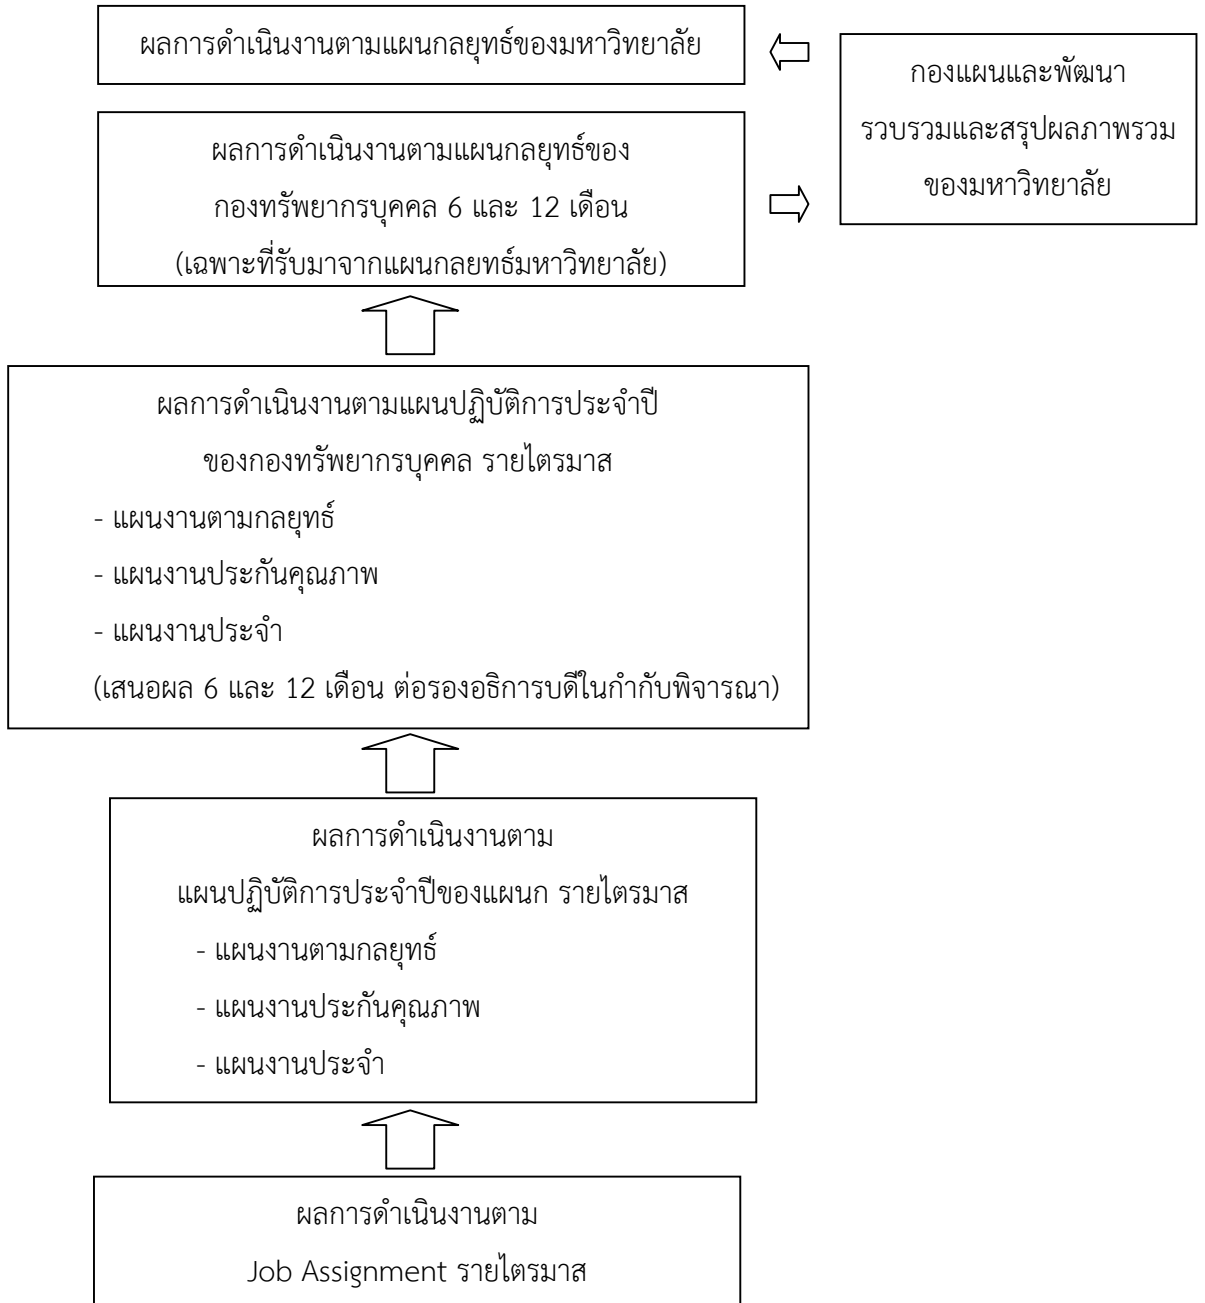 ผลการดำเนินงานตามแผนกลยุทธ์ของมหาวิทยาลัย
กองแผนและพัฒนา
รวบรวมและสรุปผลภาพรวม
ของมหาวิทยาลัย
ผลการดำเนินงานตามแผนกลยุทธ์ของ
กองทรัพยากรบุคคล 6 และ 12 เดือน
(เฉพาะที่รับมาจากแผนกลยทธ์มหาวิทยาลัย)
ผลการดำเนินงานตามแผนปฏิบัติการประจำปี
ของกองทรัพยากรบุคคล รายไตรมาส
- แผนงานตามกลยุทธ์
- แผนงานประกันคุณภาพ
- แผนงานประจำ
(เสนอผล 6 และ 12 เดือน ต่อรองอธิการบดีในกำกับพิจารณา)
ผลการดำเนินงานตาม
แผนปฏิบัติการประจำปีของแผนก รายไตรมาส
- แผนงานตามกลยุทธ์
- แผนงานประกันคุณภาพ
- แผนงานประจำ
ผลการดำเนินงานตาม
Job Assignment รายไตรมาส